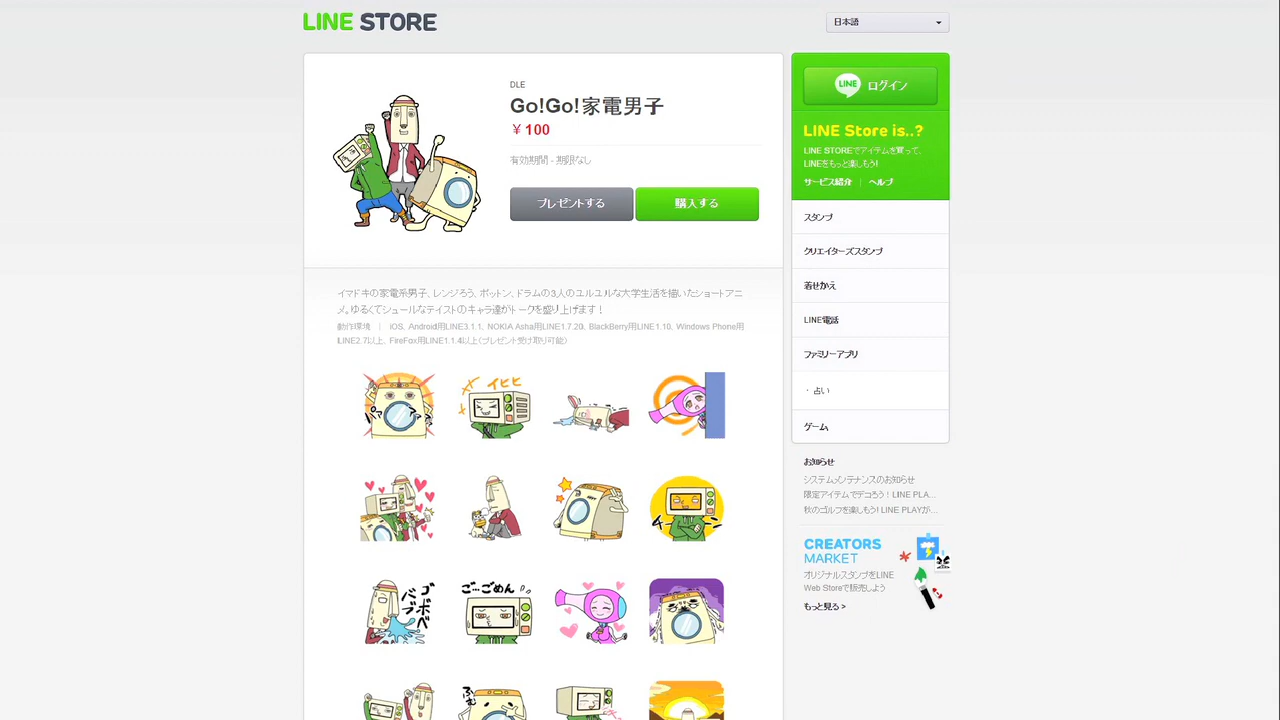 LINE STORE
日本語
DLE
Go!Go!家電男子
￥100
有効期間 - 期限なし
プレゼントする
購入する
イマドキの家電系男子、レンジろう、ポットン、ドラムの3人のユルユルな大学生活を描いたショートアニ
メ。ゆるくてシュールなテイストのキャラ達がトークを盛り上げます！
動作環境 ｜ iOS、Android用LINE3.1.1、NOKIA Asha用LINE1.7.20、BlackBerry用LINE1.10、Windows Phone用
LINE2.7以上、FireFox用LINE1.1.4以上（プレゼント受け取り可能）
パァ
ァァ
イヒヒ
ゴボボベ
バブ
ご…ごめん
ふむ
LINE
ログイン
LINE Store is..?
LINE STOREでアイテムを買って、
LINEをもっと楽しもう!
サービス紹介 ｜ ヘルプ
スタンプ
クリエイターズスタンプ
着せかえ
LINE電話
ファミリーアプリ
・占い
ゲーム
お知らせ
システムメンテナンスのお知らせ
限定アイテムでデコろう！LINE PLA...
秋のゴルフを楽しもう! LINE PLAYが...
CREATORS
MARKET
オリジナルスタンプをLINE
Web Storeで販売しよう
もっと見る >